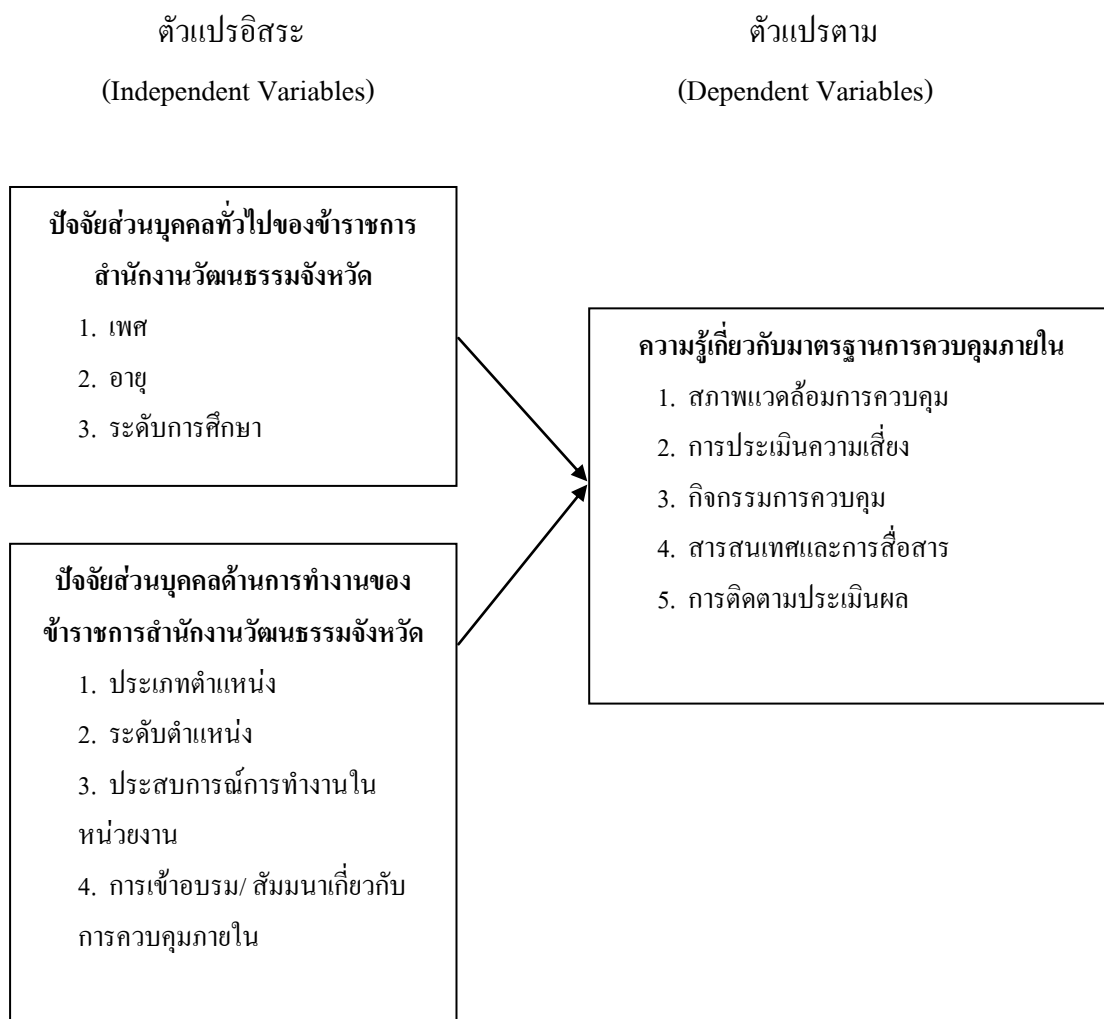 ตัวแปรอิสระ
(Independent Variables)
ตัวแปรตาม
(Dependent Variables)
ปัจจัยส่วนบุคคลทั่วไปของข้าราชการ
สำนักงานวัฒนธรรมจังหวัด
1. เพศ
2. อายุ
3. ระดับการศึกษา
ปัจจัยส่วนบุคคลด้านการทำงานของ
ข้าราชการสำนักงานวัฒนธรรมจังหวัด
1. ประเภทตำแหน่ง
2. ระดับตำแหน่ง
3. ประสบการณ์การทำงานใน
หน่วยงาน
4. การเข้าอบรม/ สัมมนาเกี่ยวกับ
การควบคุมภายใน
ความรู้เกี่ยวกับมาตรฐานการควบคุมภายใน
1. สภาพแวดล้อมการควบคุม
2. การประเมินความเสี่ยง
3. กิจกรรมการควบคุม
4. สารสนเทศและการสื่อสาร
5. การติดตามประเมินผล